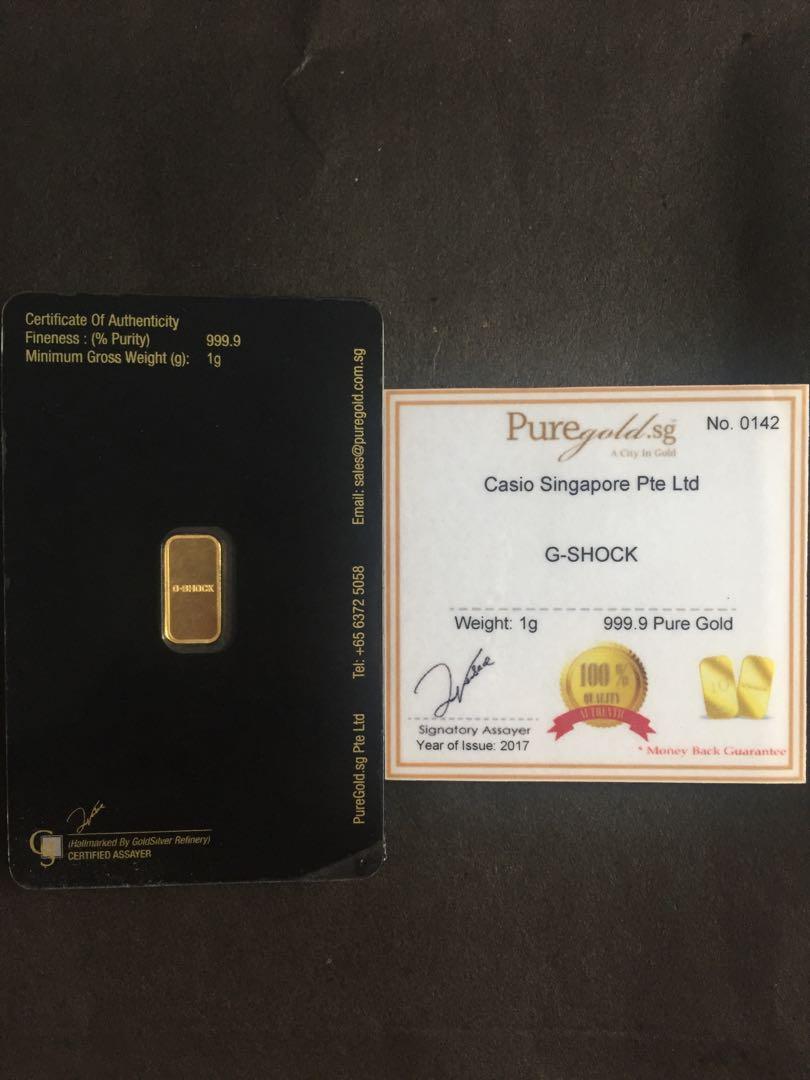 Certificate Of Authenticity
Fineness : (% Purity) 999.9
Minimum Gross Weight (g): 1g
G-SHOCK
PureGold.sg Pte Ltd Tel: +65 6372 5058 Email: sales@puregold.com.sg
GS
(Hallmarked By GoldSilver Refinery)
CERTIFIED ASSAYER
Puregold.sg
A City In Gold
No. 0142
Casio Singapore Pte Ltd
G-SHOCK
Weight: 1g 999.9 Pure Gold
100 %
QUALITY
AUTHENTIC
Signatory Assayer
Year of Issue: 2017
* Money Back Guarantee